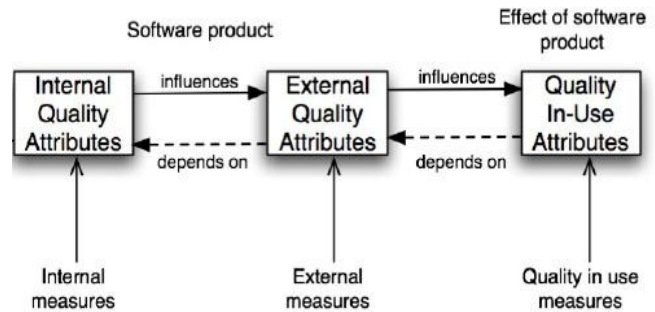 Software product
Effect of software
product
Internal
Quality
Attributes
influences
External
Quality
Attributes
influences
Quality
In-Use
Attributes
depends on
depends on
Internal
measures
External
measures
Quality in use
measures